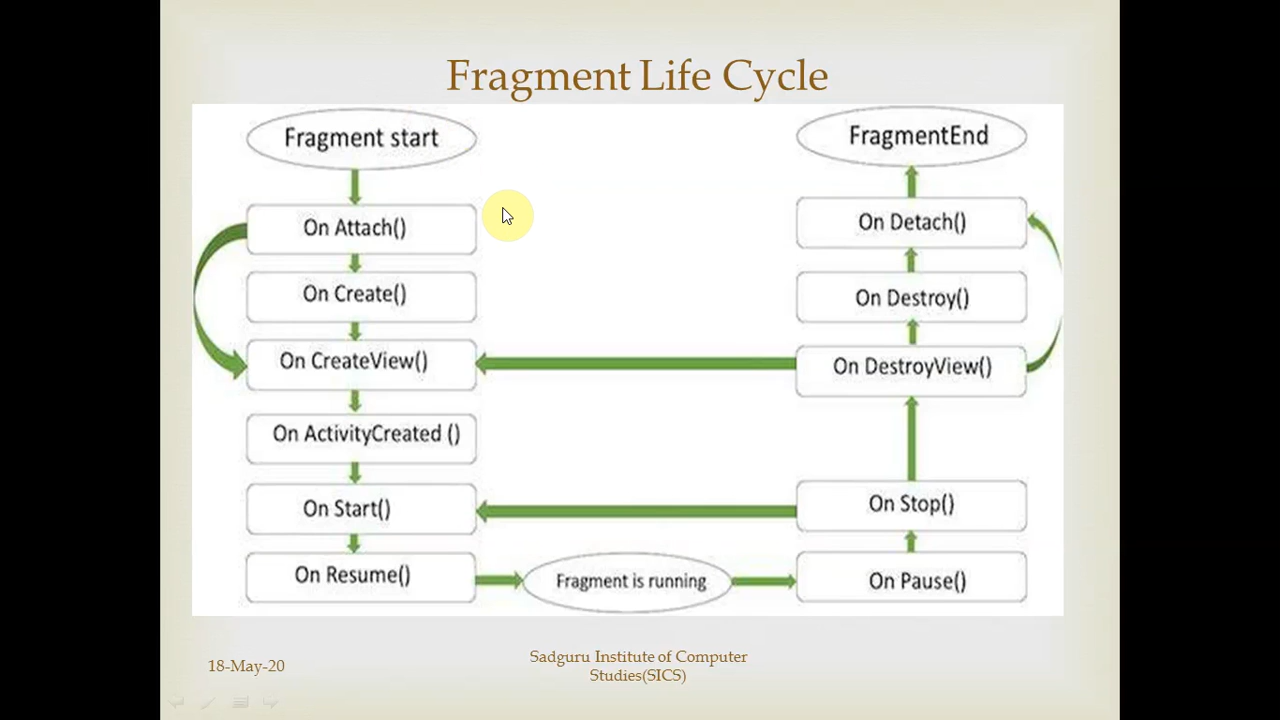 Fragment Life Cycle
Fragment start
On Attach()
On Create()
On CreateView()
On ActivityCreated ()
On Start()
On Resume()
Fragment is running
FragmentEnd
On Detach()
On Destroy()
On DestroyView()
On Stop()
On Pause()
18-May-20
Sadguru Institute of Computer
Studies(SICS)